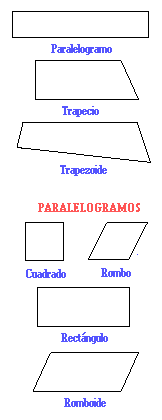 Paralelogramo
Trapecio
Trapezoide
PARALELOGRAMOS
Cuadrado Rombo
Rectángulo
Romboide